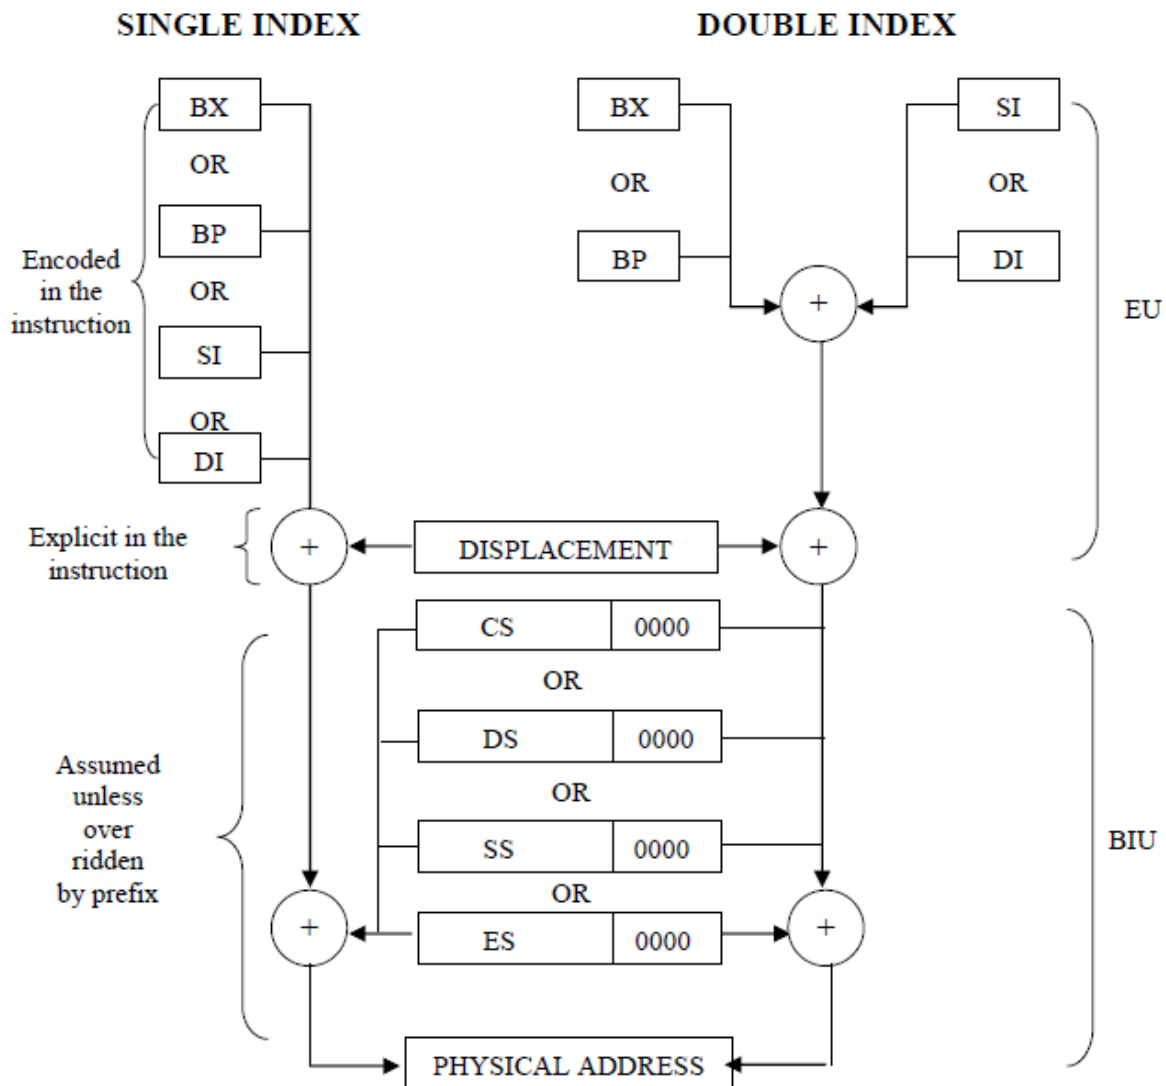 SINGLE INDEX
DOUBLE INDEX
BX
OR
BP
OR
SI
OR
DI
Encoded
in the
instruction
BX
OR
BP
SI
OR
DI
+
EU
Explicit in the
instruction
+
DISPLACEMENT
+
CS 0000
OR
DS 0000
OR
SS 0000
OR
ES 0000
Assumed
unless
over
ridden
by prefix
+
+
BIU
PHYSICAL ADDRESS